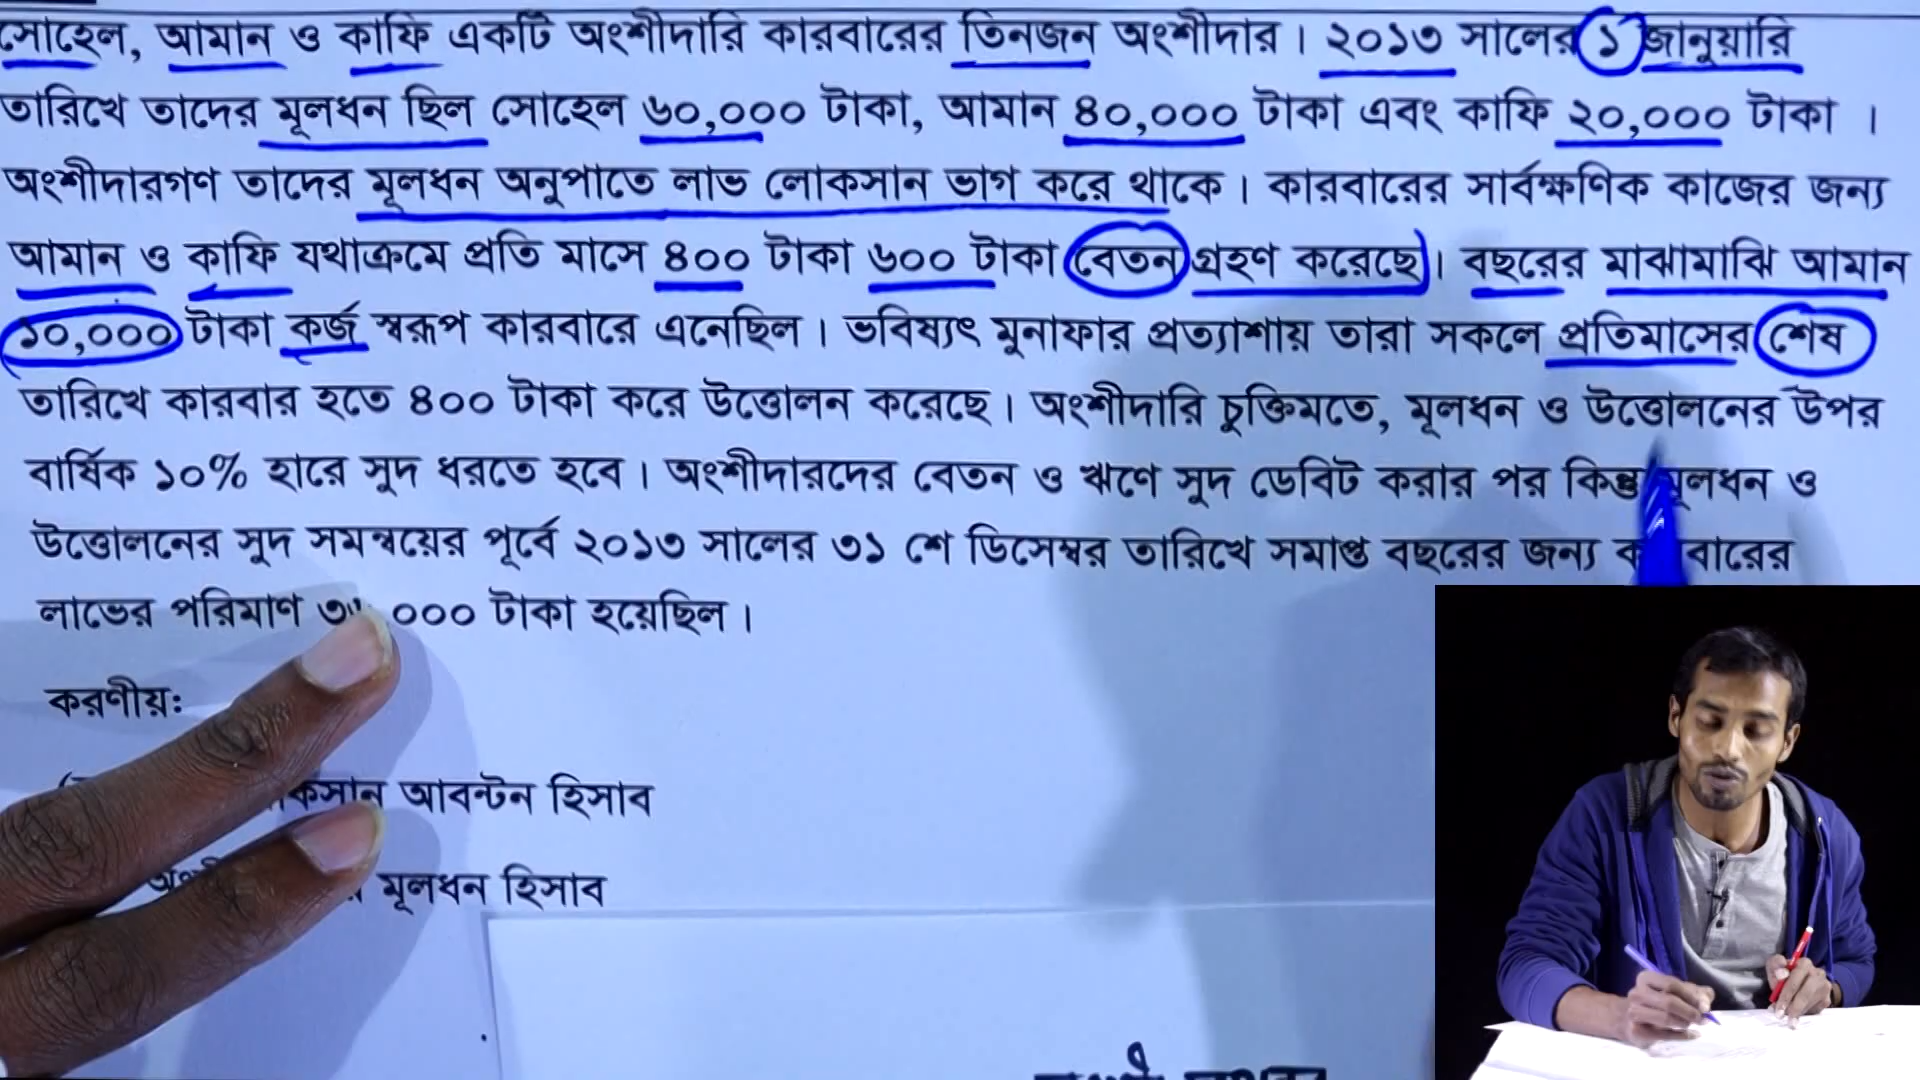 সোহেল, আমান ও কাফি একটি অংশীদারি কারবারের তিনজন অংশীদার। ২০১৩ সালের ১ জানুয়ারি
তারিখে তাদের মূলধন ছিল সোহেল ৬০,০০০ টাকা, আমান ৪০,০০০ টাকা এবং কাফি ২০,০০০ টাকা ।
অংশীদারগণ তাদের মূলধন অনুপাতে লাভ লোকসান ভাগ করে থাকে। কারবারের সার্বক্ষণিক কাজের জন্য
আমান ও কাফি যথাক্রমে প্রতি মাসে ৪০০ টাকা ৬০০ টাকা বেতন গ্রহণ করেছে। বছরের মাঝামাঝি আমান
১০,০০০ টাকা কর্জ স্বরূপ কারবারে এনেছিল। ভবিষ্যৎ মুনাফার প্রত্যাশায় তারা সকলে প্রতিমাসের শেষ
তারিখে কারবার হতে ৪০০ টাকা করে উত্তোলন করেছে। অংশীদারি চুক্তিমতে, মূলধন ও উত্তোলনের উপর
বার্ষিক ১০% হারে সুদ ধরতে হবে। অংশীদারদের বেতন ও ঋণে সুদ ডেবিট করার পর কিন্তু মূলধন ও
উত্তোলনের সুদ সমন্বয়ের পূর্বে ২০১৩ সালের ৩১ শে ডিসেম্বর তারিখে সমাপ্ত বছরের জন্য
লাভের পরিমাণ ০০০ টাকা হয়েছিল।
করণীয়:
আবন্টন হিসাব
মূলধন হিসাব